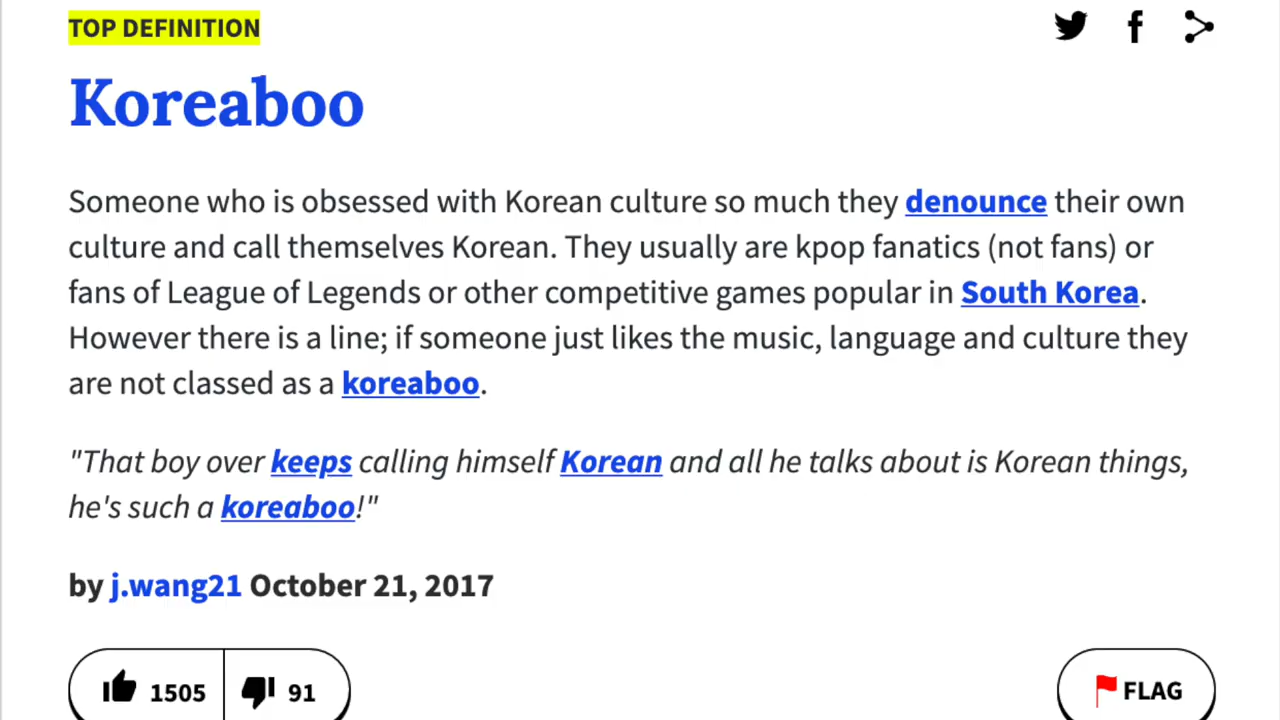 TOP DEFINITION
Koreaboo
Someone who is obsessed with Korean culture so much they denounce their own
culture and call themselves Korean. They usually are kpop fanatics (not fans) or
fans of League of Legends or other competitive games popular in South Korea.
However there is a line; if someone just likes the music, language and culture they
are not classed as a koreaboo.
"That boy over keeps calling himself Korean and all he talks about is Korean things,
he's such a koreaboo!"
by j.wang21 October 21, 2017
1505 91 FLAG